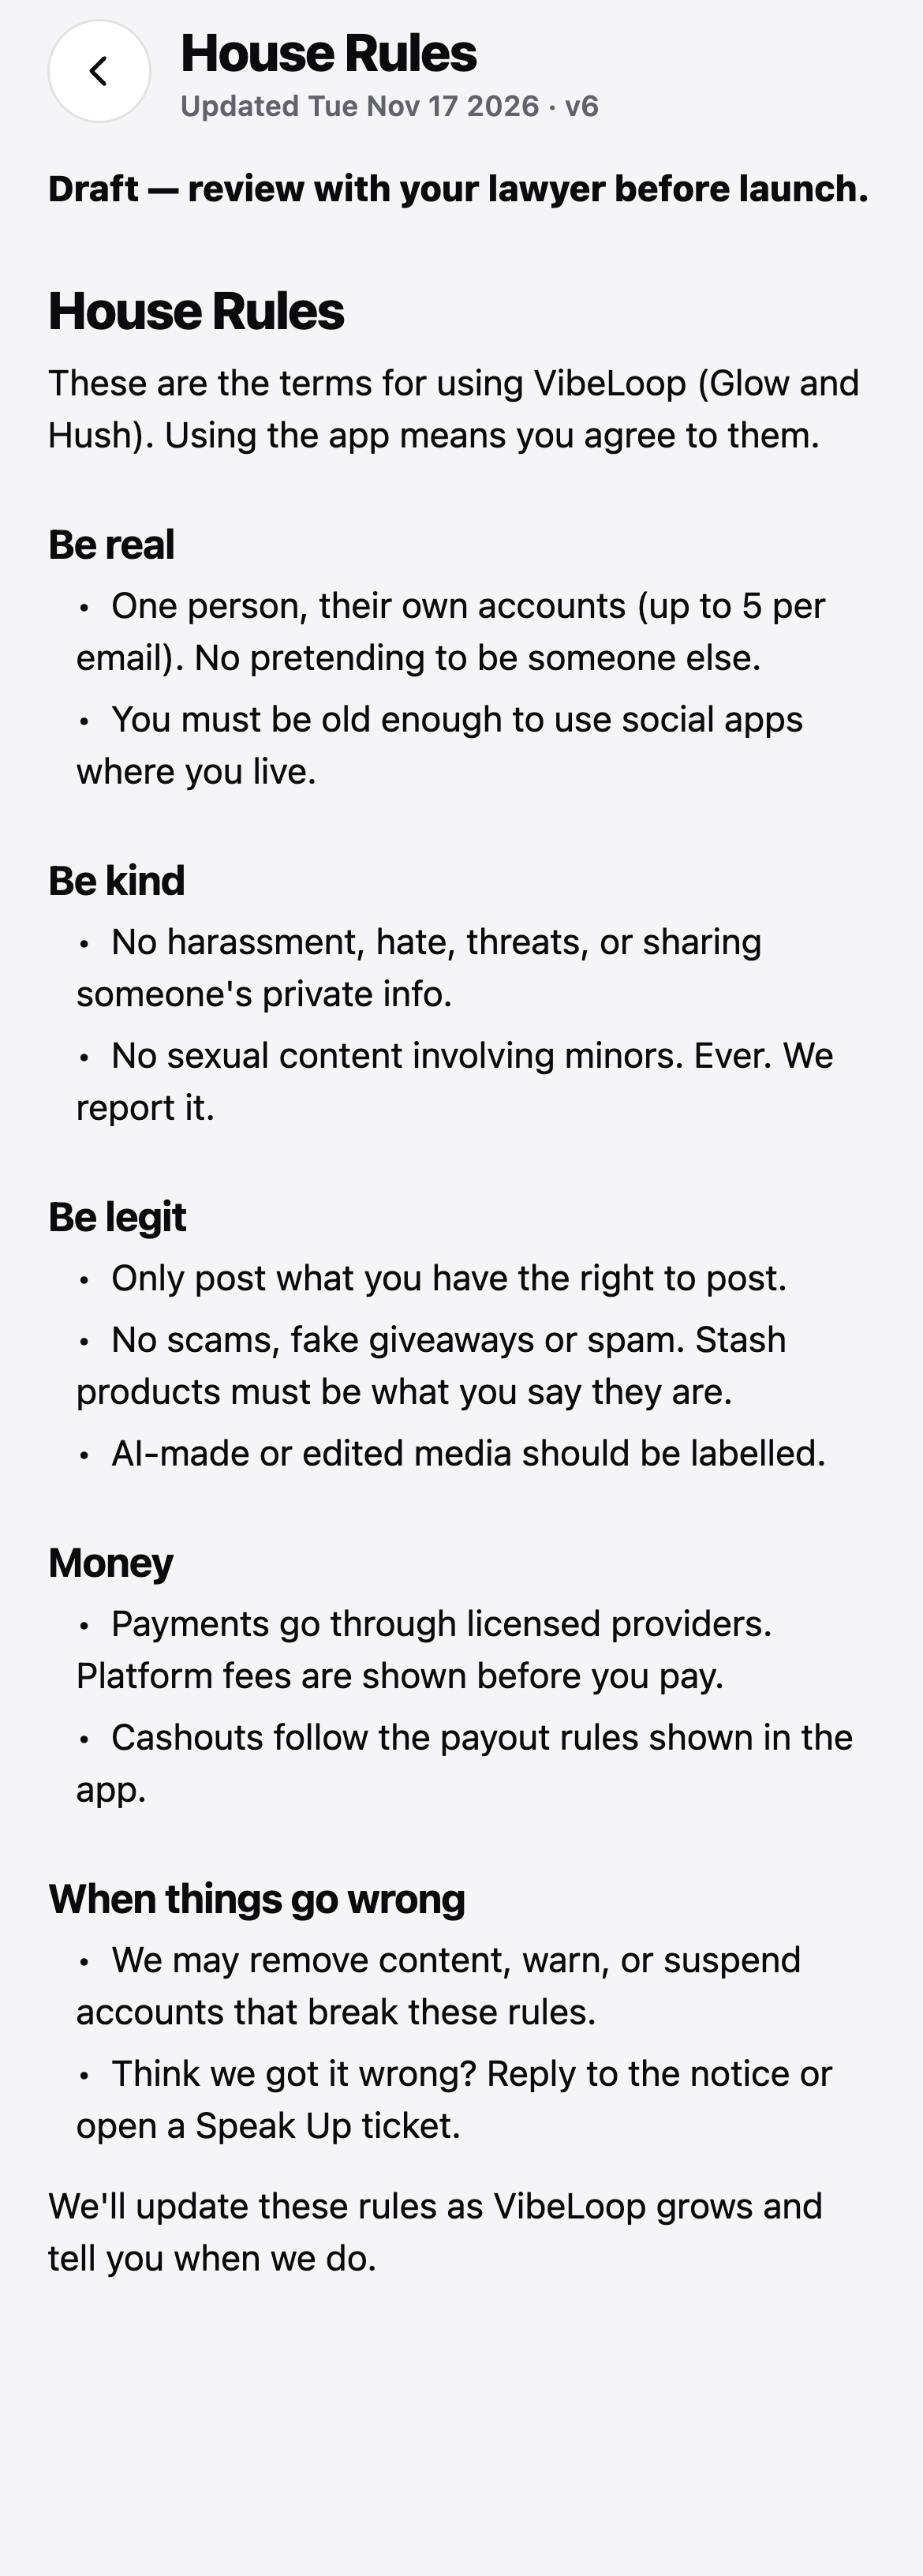 House Rules
Updated Tue Nov 17 2026 · v6
Draft — review with your lawyer before launch.
House Rules
These are the terms for using VibeLoop (Glow and
Hush). Using the app means you agree to them.
Be real
• One person, their own accounts (up to 5 per
email). No pretending to be someone else.
• You must be old enough to use social apps
where you live.
Be kind
• No harassment, hate, threats, or sharing
someone's private info.
• No sexual content involving minors. Ever. We
report it.
Be legit
• Only post what you have the right to post.
• No scams, fake giveaways or spam. Stash
products must be what you say they are.
• AI-made or edited media should be labelled.
Money
• Payments go through licensed providers.
Platform fees are shown before you pay.
• Cashouts follow the payout rules shown in the
app.
When things go wrong
• We may remove content, warn, or suspend
accounts that break these rules.
• Think we got it wrong? Reply to the notice or
open a Speak Up ticket.
We'll update these rules as VibeLoop grows and
tell you when we do.